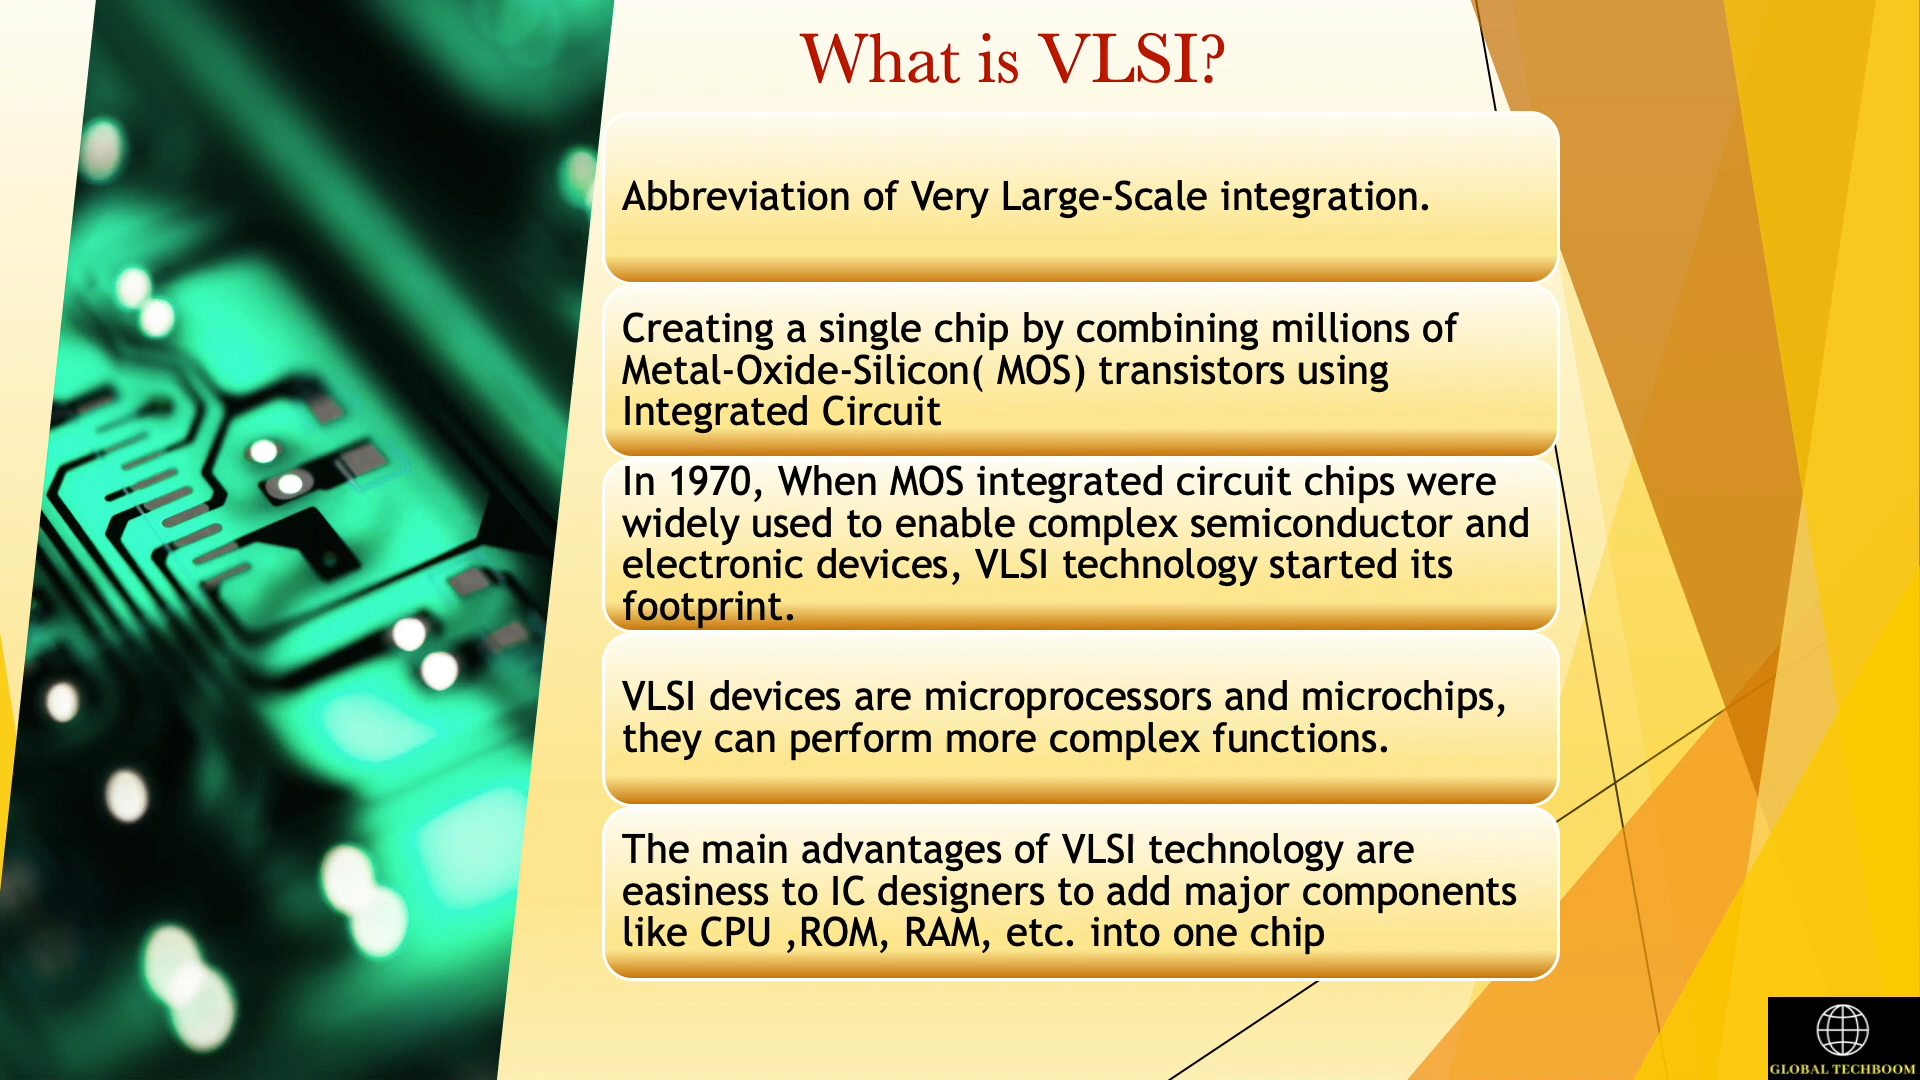 What is VLSI?
Abbreviation of Very Large-Scale integration.
Creating a single chip by combining millions of
Metal-Oxide-Silicon( MOS) transistors using
Integrated Circuit
In 1970, When MOS integrated circuit chips were
widely used to enable complex semiconductor and
electronic devices, VLSI technology started its
footprint.
VLSI devices are microprocessors and microchips,
they can perform more complex functions.
The main advantages of VLSI technology are
easiness to IC designers to add major components
like CPU ,ROM, RAM, etc. into one chip
GLOBAL TECHBOOM